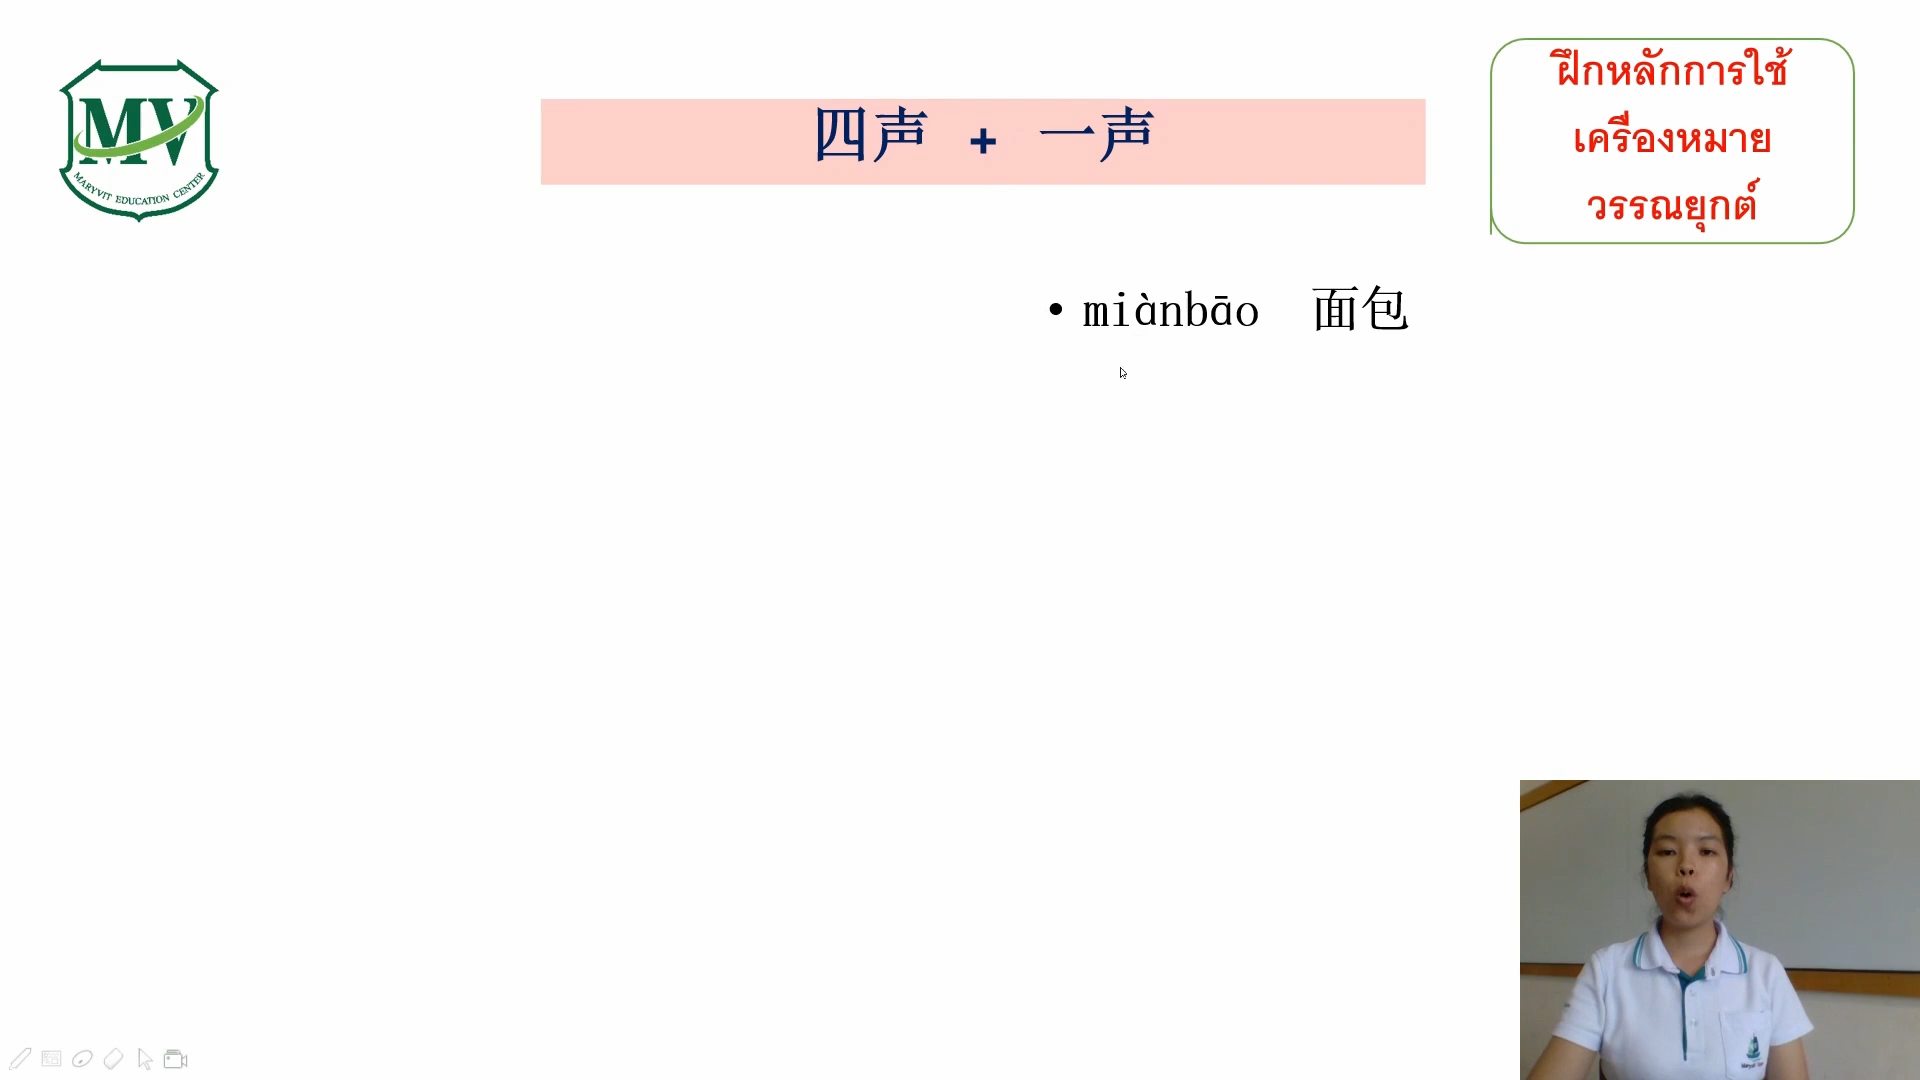 MV
MARYVIT EDUCATION CENTER
四声 + 一声
ฝึกหลักการใช้
เครื่องหมาย
วรรณยุกต์
• miànbāo 面包